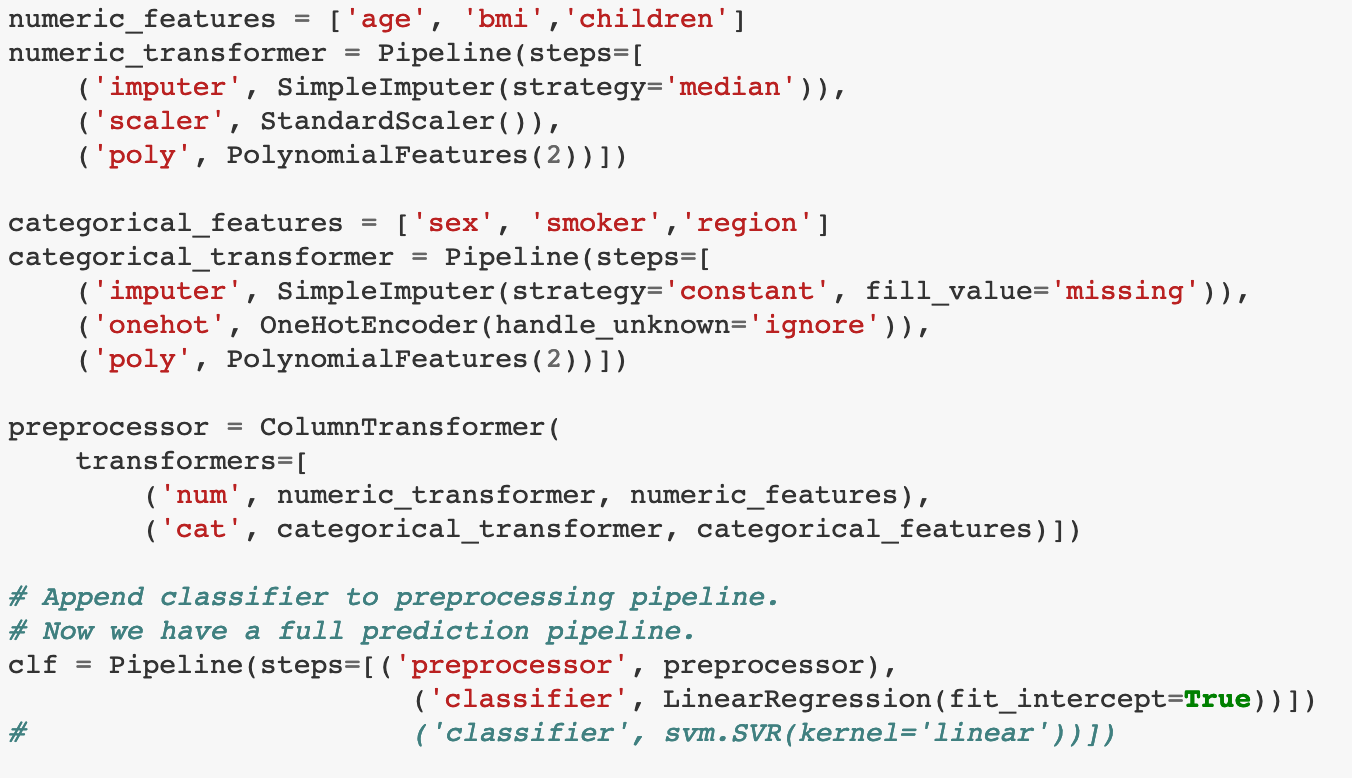 numeric_features = ['age', 'bmi','children']
numeric_transformer = Pipeline(steps=[
    ('imputer', SimpleImputer(strategy='median')),
    ('scaler', StandardScaler()),
    ('poly', PolynomialFeatures(2))])

categorical_features = ['sex', 'smoker','region']
categorical_transformer = Pipeline(steps=[
    ('imputer', SimpleImputer(strategy='constant', fill_value='missing')),
    ('onehot', OneHotEncoder(handle_unknown='ignore')),
    ('poly', PolynomialFeatures(2))])

preprocessor = ColumnTransformer(
    transformers=[
        ('num', numeric_transformer, numeric_features),
        ('cat', categorical_transformer, categorical_features)])

# Append classifier to preprocessing pipeline.
# Now we have a full prediction pipeline.
clf = Pipeline(steps=[('preprocessor', preprocessor),
                        ('classifier', LinearRegression(fit_intercept=True))])
#                       ('classifier', svm.SVR(kernel='linear'))])